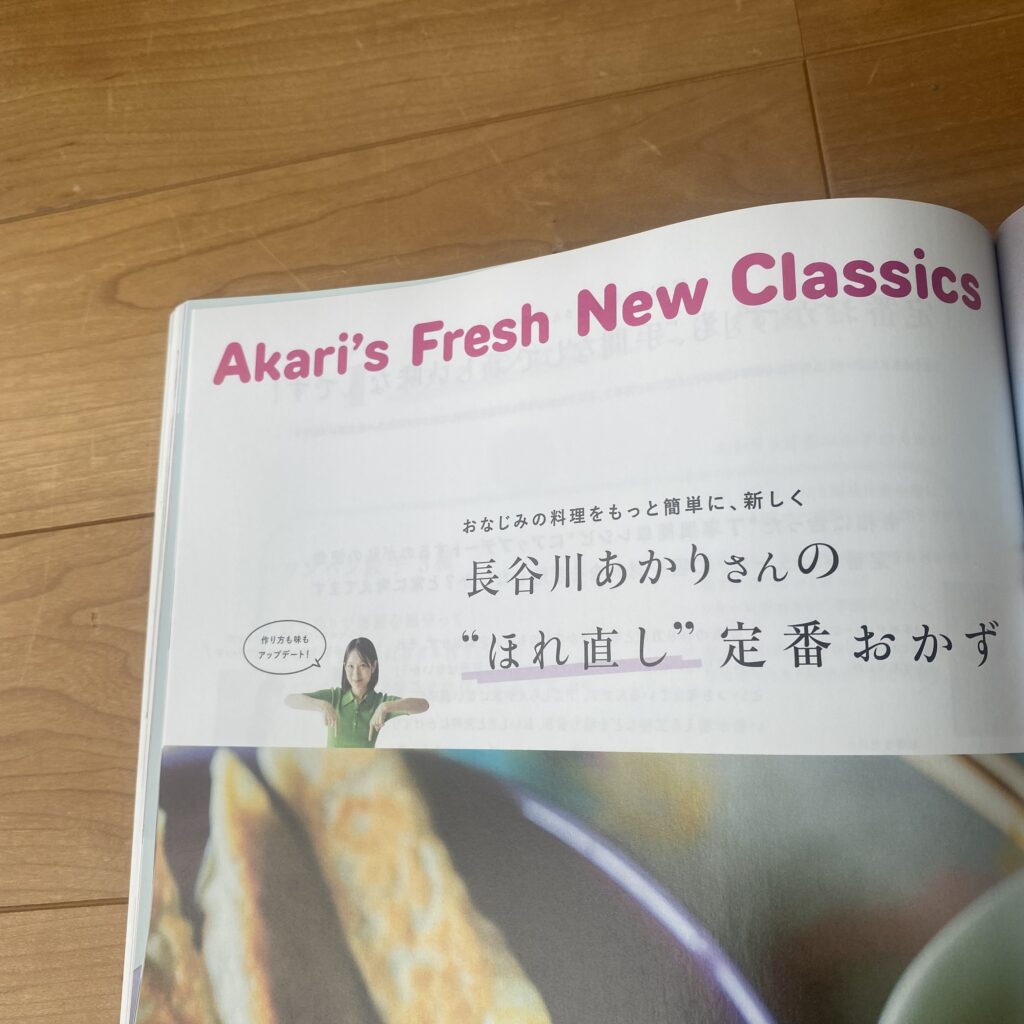 Akari's Fresh New Classics
おなじみの料理をもっと簡単に、新しく
長谷川あかりさんの
“ほれ直し”定番おかず
作り方も味も
アップデート!